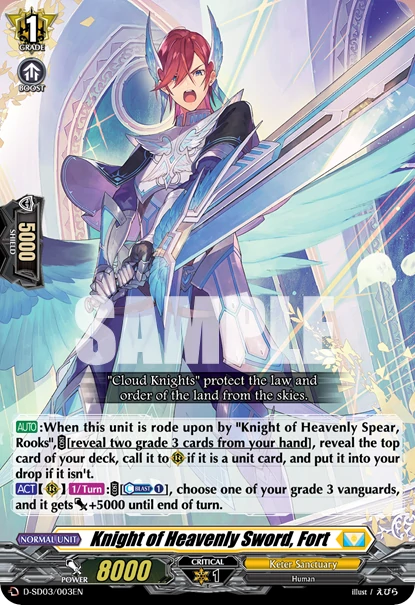 1
GRADE
BOOST
5000
SHIELD
SAMPLE
"Cloud Knights" protect the law and
order of the land from the skies.
AUTO:When this unit is rode upon by "Knight of Heavenly Spear,
Rooks", [reveal two grade 3 cards from your hand], reveal the top
card of your deck, call it to RC if it is a unit card, and put it into your
drop if it isn't.
ACT【RC】1/Turn:[C BLAST 1], choose one of your grade 3 vanguards,
and it gets +5000 until end of turn.
NORMAL UNIT
Knight of Heavenly Sword, Fort
POWER
8000
CRITICAL
1
Keter Sanctuary
Human
D-SD03/003EN
illust / えびら